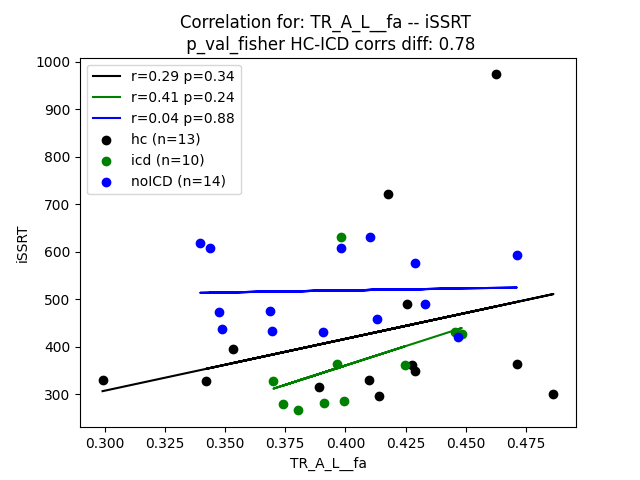 Correlation for: TR_A_L__fa -- iSSRT
p_val_fisher HC-ICD corrs diff: 0.78
r=0.29 p=0.34
r=0.41 p=0.24
r=0.04 p=0.88
hc (n=13)
icd (n=10)
noICD (n=14)
1000
900
800
700
600
500
400
300
iSSRT
0.300 0.325 0.350 0.375 0.400 0.425 0.450 0.475
TR_A_L__fa